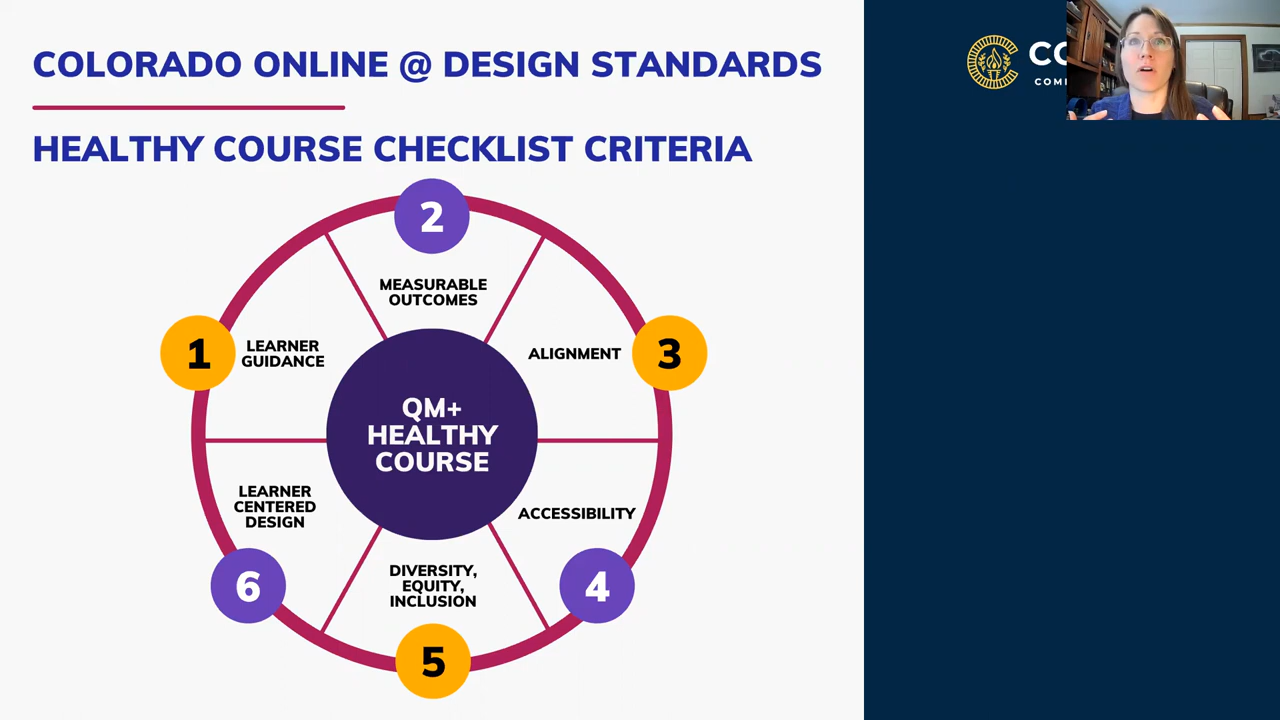 COLORADO ONLINE @ DESIGN STANDARDS
HEALTHY COURSE CHECKLIST CRITERIA
1
LEARNER
GUIDANCE
2
MEASURABLE
OUTCOMES
3
ALIGNMENT
4
ACCESSIBILITY
5
DIVERSITY,
EQUITY,
INCLUSION
6
LEARNER
CENTERED
DESIGN
QM+
HEALTHY
COURSE